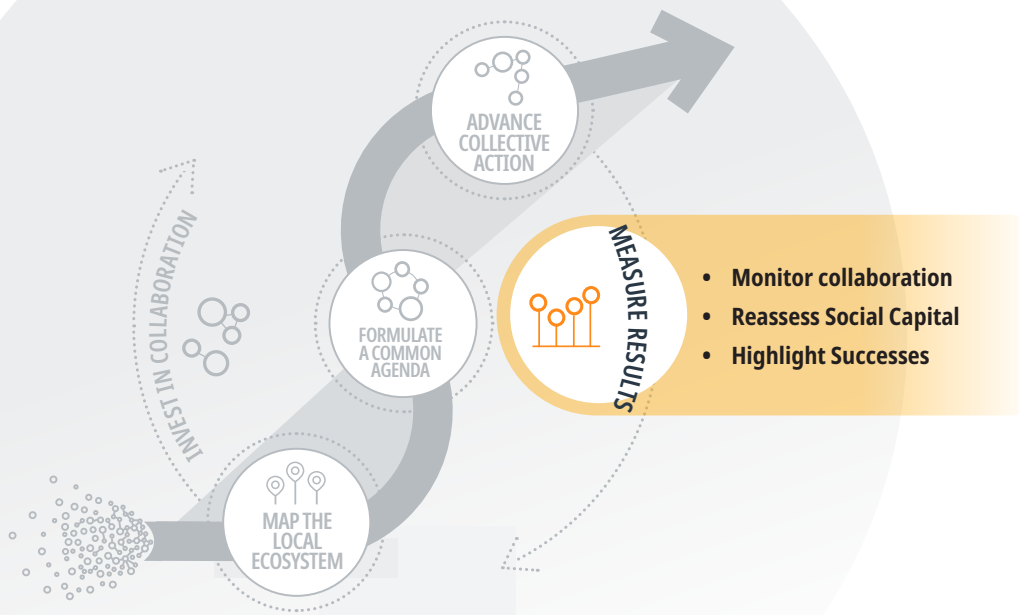 ADVANCE
COLLECTIVE
ACTION
INVEST IN COLLABORATION
MEASURE RESULTS
• Monitor collaboration
• Reassess Social Capital
• Highlight Successes
FORMULATE
A COMMON
AGENDA
MAP THE
LOCAL
ECOSYSTEM